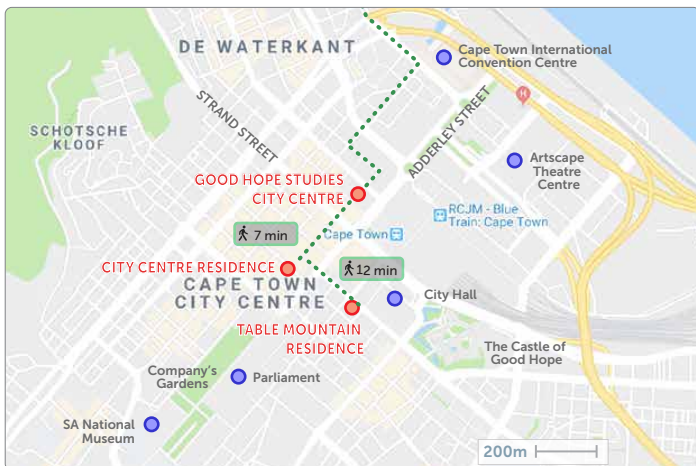 DE WATERKANT
Cape Town International
Convention Centre
STRAND STREET
ADDERLEY STREET
H
SCHOTSCHE
KLOOF
Artscape
Theatre
Centre
GOOD HOPE STUDIES
CITY CENTRE
RCJM - Blue
Train: Cape Town
7 min
Cape Town
CITY CENTRE RESIDENCE
12 min
CAPE TOWN
CITY CENTRE
City Hall
TABLE MOUNTAIN
RESIDENCE
The Castle of
Good Hope
Company's
Gardens
Parliament
SA National
Museum
200m